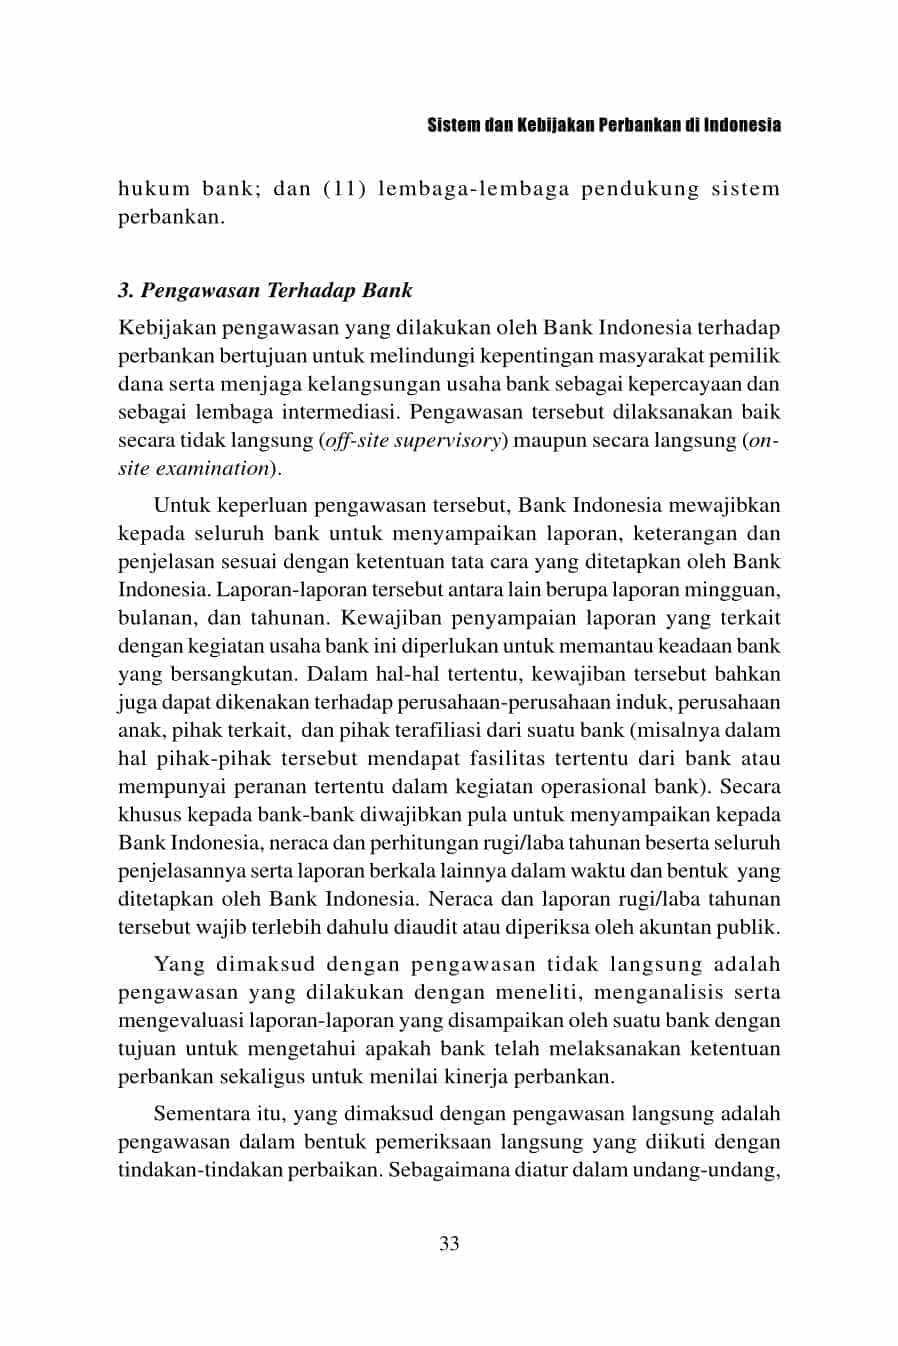 Sistem dan Kebijakan Perbankan di Indonesia
hukum bank; dan (11) lembaga-lembaga pendukung sistem
perbankan.
3. Pengawasan Terhadap Bank
Kebijakan pengawasan yang dilakukan oleh Bank Indonesia terhadap
perbankan bertujuan untuk melindungi kepentingan masyarakat pemilik
dana serta menjaga kelangsungan usaha bank sebagai kepercayaan dan
sebagai lembaga intermediasi. Pengawasan tersebut dilaksanakan baik
secara tidak langsung (off-site supervisory) maupun secara langsung (on-
site examination).
Untuk keperluan pengawasan tersebut, Bank Indonesia mewajibkan
kepada seluruh bank untuk menyampaikan laporan, keterangan dan
penjelasan sesuai dengan ketentuan tata cara yang ditetapkan oleh Bank
Indonesia. Laporan-laporan tersebut antara lain berupa laporan mingguan,
bulanan, dan tahunan. Kewajiban penyampaian laporan yang terkait
dengan kegiatan usaha bank ini diperlukan untuk memantau keadaan bank
yang bersangkutan. Dalam hal-hal tertentu, kewajiban tersebut bahkan
juga dapat dikenakan terhadap perusahaan-perusahaan induk, perusahaan
anak, pihak terkait, dan pihak terafiliasi dari suatu bank (misalnya dalam
hal pihak-pihak tersebut mendapat fasilitas tertentu dari bank atau
mempunyai peranan tertentu dalam kegiatan operasional bank). Secara
khusus kepada bank-bank diwajibkan pula untuk menyampaikan kepada
Bank Indonesia, neraca dan perhitungan rugi/laba tahunan beserta seluruh
penjelasannya serta laporan berkala lainnya dalam waktu dan bentuk yang
ditetapkan oleh Bank Indonesia. Neraca dan laporan rugi/laba tahunan
tersebut wajib terlebih dahulu diaudit atau diperiksa oleh akuntan publik.
Yang dimaksud dengan pengawasan tidak langsung adalah
pengawasan yang dilakukan dengan meneliti, menganalisis serta
mengevaluasi laporan-laporan yang disampaikan oleh suatu bank dengan
tujuan untuk mengetahui apakah bank telah melaksanakan ketentuan
perbankan sekaligus untuk menilai kinerja perbankan.
Sementara itu, yang dimaksud dengan pengawasan langsung adalah
pengawasan dalam bentuk pemeriksaan langsung yang diikuti dengan
tindakan-tindakan perbaikan. Sebagaimana diatur dalam undang-undang,
33